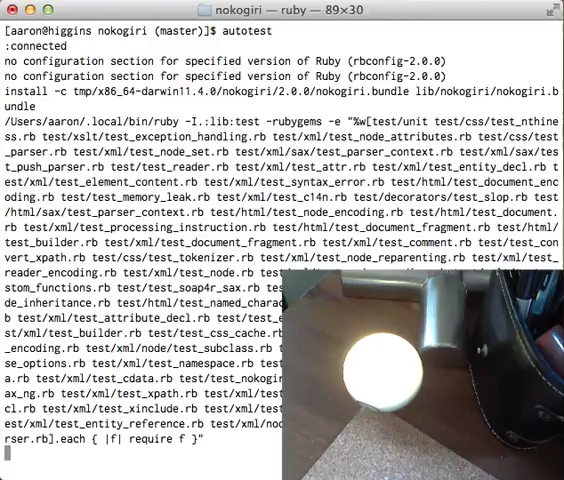 nokogiri — ruby — 89×30
[aaron@higgins nokogiri (master)]$ autotest
:connected
no configuration section for specified version of Ruby (rbconfig-2.0.0)
no configuration section for specified version of Ruby (rbconfig-2.0.0)
install -c tmp/x86_64-darwin11.4.0/nokogiri/2.0.0/nokogiri.bundle lib/nokogiri/nokogiri.b
undle
/Users/aaron/.local/bin/ruby -I.:lib:test -rubygems -e "%w[test/unit test/css/test_nthine
ss.rb test/xslt/test_exception_handling.rb test/xml/test_node_attributes.rb test/css/test
_parser.rb test/xml/test_node_set.rb test/xml/sax/test_parser_context.rb test/xml/sax/tes
t_push_parser.rb test/test_reader.rb test/xml/test_attr.rb test/xml/test_entity_decl.rb t
est/xml/test_element_content.rb test/xml/test_syntax_error.rb test/html/test_document_enc
oding.rb test/test_memory_leak.rb test/xml/test_c14n.rb test/decorators/test_slop.rb test
/html/sax/test_parser_context.rb test/html/test_node_encoding.rb test/xml/test_document.
rb test/xml/test_processing_instruction.rb test/html/test_document_fragment.rb test/html/
test_builder.rb test/xml/test_document_fragment.rb test/xml/test_comment.rb test/test_con
vert_xpath.rb test/css/test_tokenizer.rb test/xml/test_node_reparenting.rb test/xml/test_
reader_encoding.rb test/xml/test_node.rb
stom_functions.rb test/test_soap4r_sax.rb t
de_inheritance.rb test/html/test_named_charac
b test/xml/test_attribute_decl.rb test/xml/t
st/xml/test_builder.rb test/test_css_cache.r
_encoding.rb test/xml/node/test_subclass.rb
se_options.rb test/xml/test_namespace.rb tes
a.rb test/xml/test_cdata.rb test/test_nokogi
ax_ng.rb test/xml/test_xpath.rb test/xml/tes
cl.rb test/xml/test_xinclude.rb test/xml/tes
test/xml/test_entity_reference.rb test/xml/nod
rser.rb].each { |f| require f }"